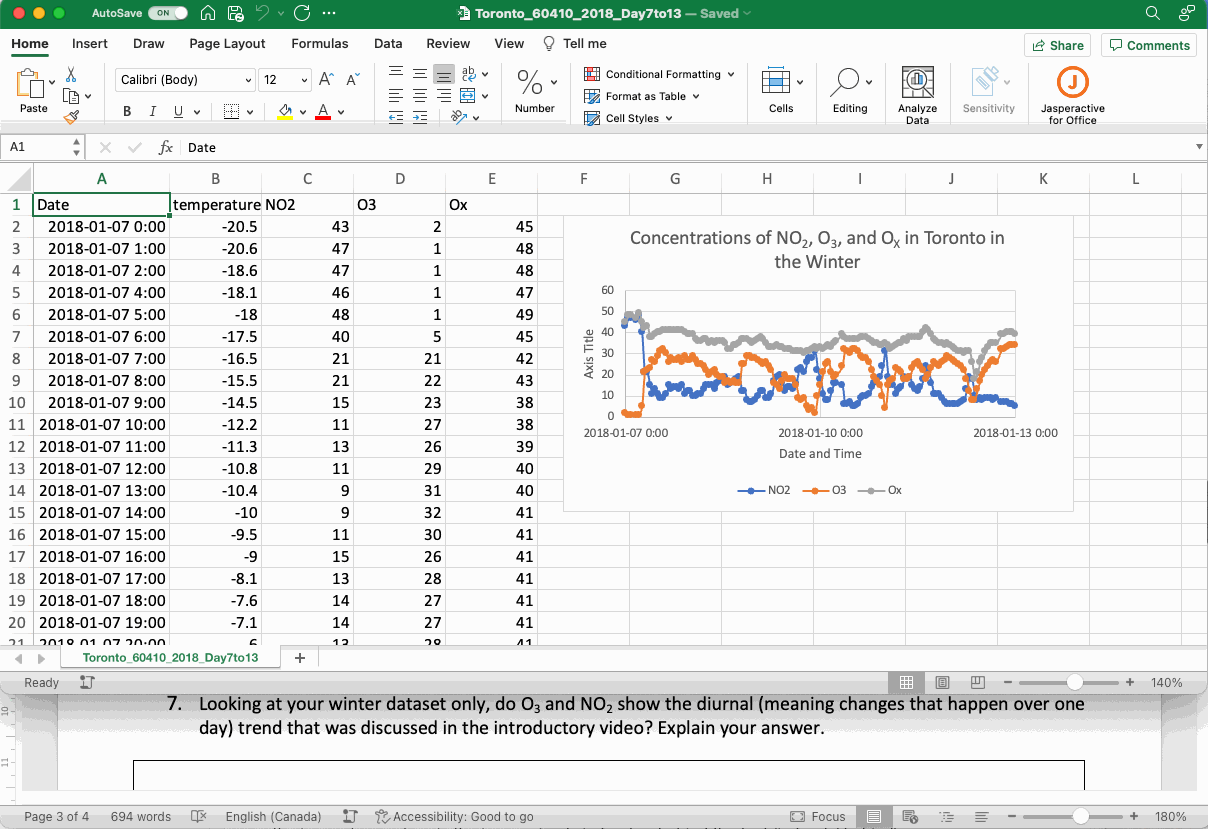 AutoSave ON Toronto_60410_2018_Day7to13 — Saved
Home Insert Draw Page Layout Formulas Data Review View Tell me Share Comments
Paste Calibri (Body) 12 A^ A˅ ab % Conditional Formatting
B I U A Number Format as Table Cells Editing Analyze Data Sensitivity Jasperactive for Office
Cell Styles
A1 fx Date
A B C D E F G H I J K L
1 Date temperature NO2 O3 Ox
2 2018-01-07 0:00 -20.5 43 2 45
3 2018-01-07 1:00 -20.6 47 1 48
4 2018-01-07 2:00 -18.6 47 1 48
5 2018-01-07 4:00 -18.1 46 1 47
6 2018-01-07 5:00 -18 48 1 49
7 2018-01-07 6:00 -17.5 40 5 45
8 2018-01-07 7:00 -16.5 21 21 42
9 2018-01-07 8:00 -15.5 21 22 43
10 2018-01-07 9:00 -14.5 15 23 38
11 2018-01-07 10:00 -12.2 11 27 38
12 2018-01-07 11:00 -11.3 13 26 39
13 2018-01-07 12:00 -10.8 11 29 40
14 2018-01-07 13:00 -10.4 9 31 40
15 2018-01-07 14:00 -10 9 32 41
16 2018-01-07 15:00 -9.5 11 30 41
17 2018-01-07 16:00 -9 15 26 41
18 2018-01-07 17:00 -8.1 13 28 41
19 2018-01-07 18:00 -7.6 14 27 41
20 2018-01-07 19:00 -7.1 14 27 41
21 2018-01-07 20:00 13 28 41
Concentrations of NO₂, O₃, and Oₓ in Toronto in
the Winter
Axis Title
60
50
40
30
20
10
0
2018-01-07 0:00 2018-01-10 0:00 2018-01-13 0:00
Date and Time
NO2 O3 Ox
Toronto_60410_2018_Day7to13 +
Ready 140%
7. Looking at your winter dataset only, do O₃ and NO₂ show the diurnal (meaning changes that happen over one
day) trend that was discussed in the introductory video? Explain your answer.
10
11
Page 3 of 4 694 words English (Canada) Accessibility: Good to go Focus 180%